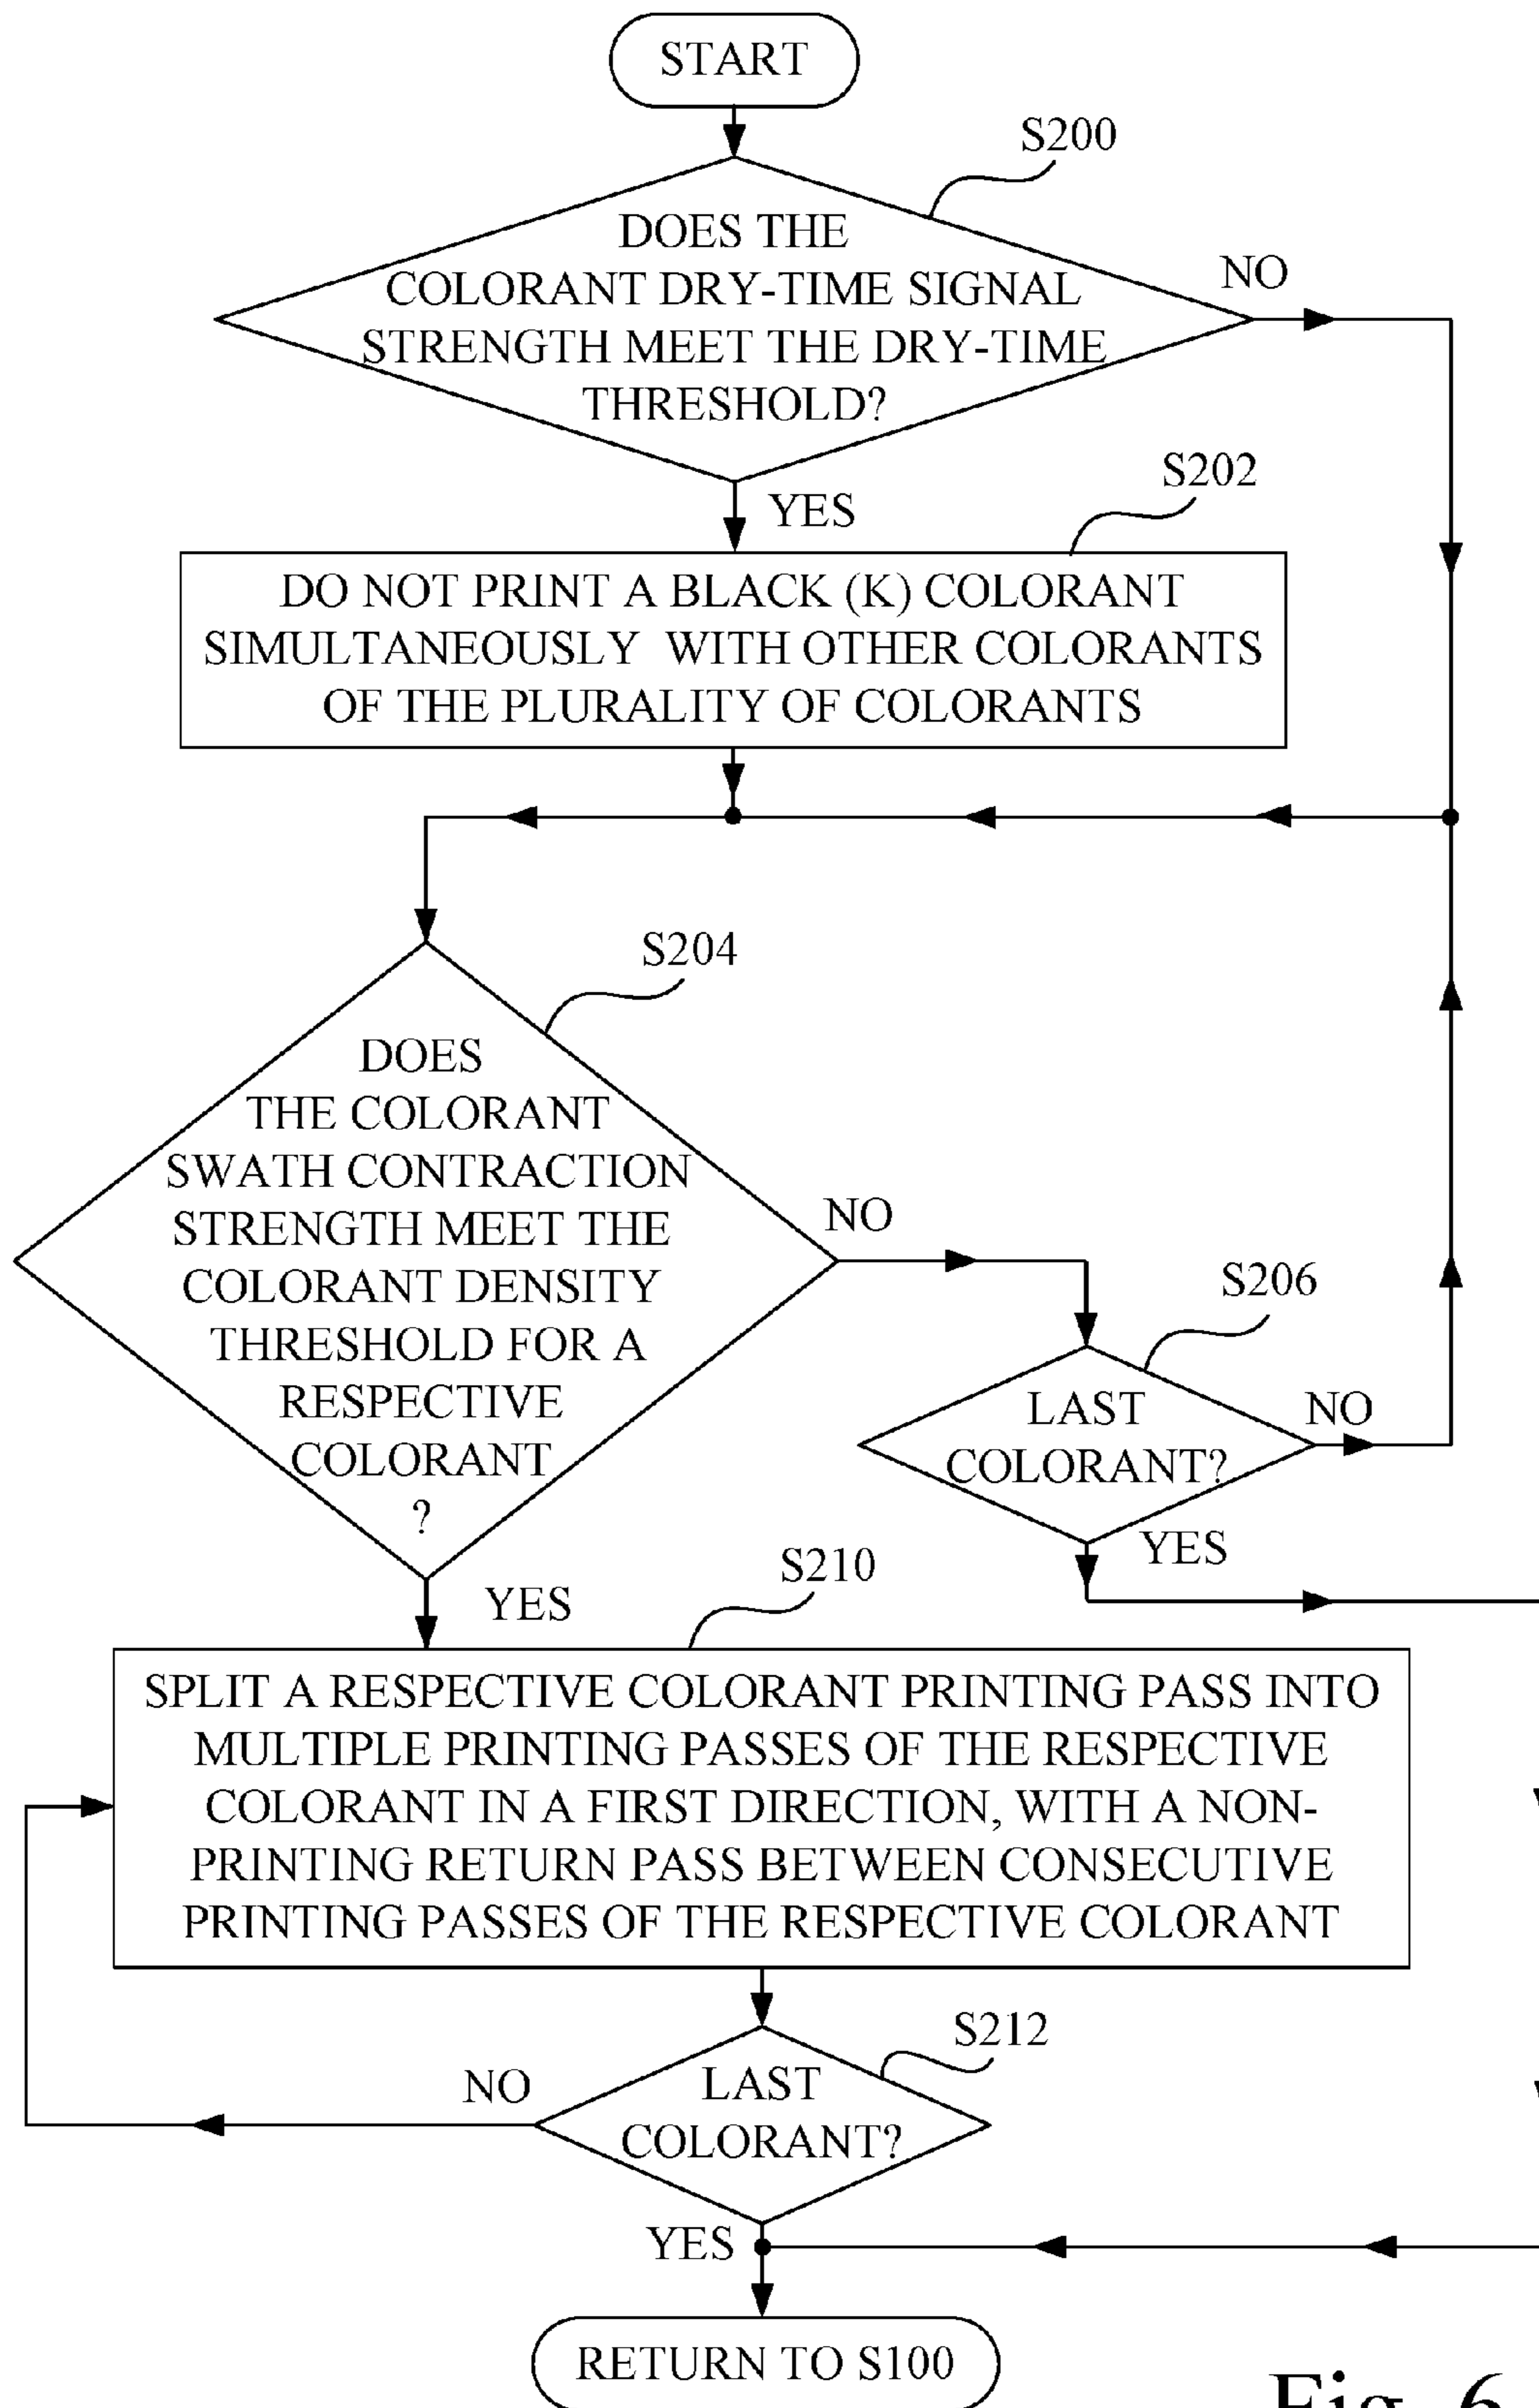 START
S200
DOES THE
COLORANT DRY-TIME SIGNAL
STRENGTH MEET THE DRY-TIME
THRESHOLD?
NO
YES
S202
DO NOT PRINT A BLACK (K) COLORANT
SIMULTANEOUSLY WITH OTHER COLORANTS
OF THE PLURALITY OF COLORANTS
S204
DOES
THE COLORANT
SWATH CONTRACTION
STRENGTH MEET THE
COLORANT DENSITY
THRESHOLD FOR A
RESPECTIVE
COLORANT
?
NO
S206
LAST
COLORANT?
NO
YES
YES
S210
SPLIT A RESPECTIVE COLORANT PRINTING PASS INTO
MULTIPLE PRINTING PASSES OF THE RESPECTIVE
COLORANT IN A FIRST DIRECTION, WITH A NON-
PRINTING RETURN PASS BETWEEN CONSECUTIVE
PRINTING PASSES OF THE RESPECTIVE COLORANT
S212
LAST
COLORANT?
NO
YES
RETURN TO S100
Fig. 6